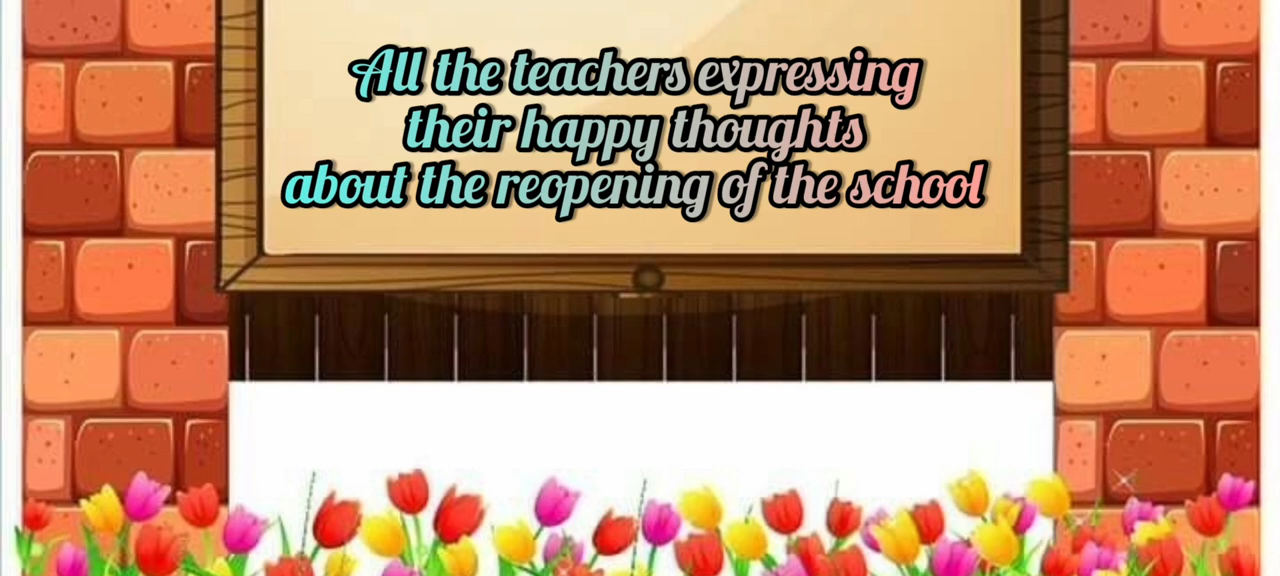 All the teachers expressing
their happy thoughts
about the reopening of the school